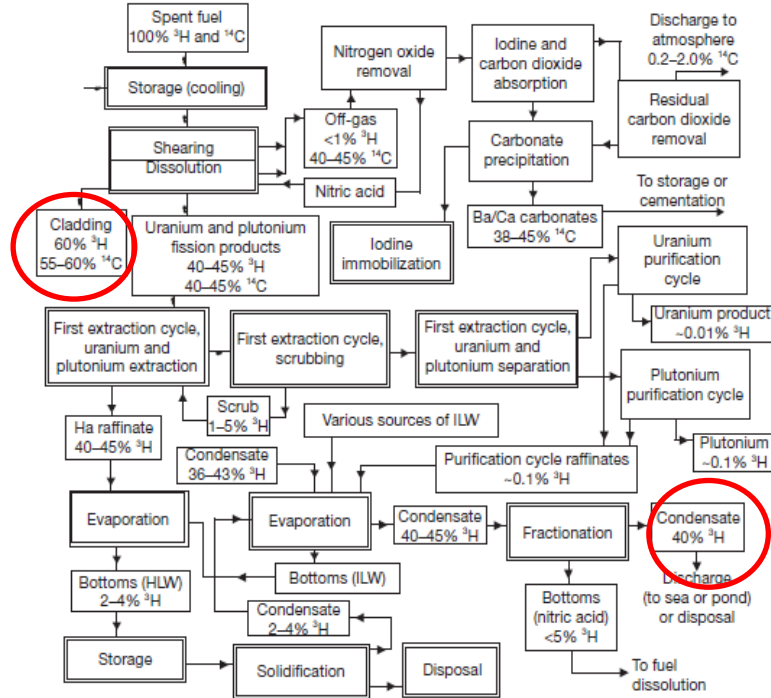 Spent fuel
100% ³H and ¹⁴C
Storage (cooling)
Shearing
Dissolution
Off-gas
<1% ³H
40–45% ¹⁴C
Nitrogen oxide
removal
Iodine and
carbon dioxide
absorption
Discharge to
atmosphere
0.2–2.0% ¹⁴C
Residual
carbon dioxide
removal
Carbonate
precipitation
Nitric acid
Cladding
60% ³H
55–60% ¹⁴C
Uranium and plutonium
fission products
40–45% ³H
40–45% ¹⁴C
Iodine
immobilization
Ba/Ca carbonates
38–45% ¹⁴C
To storage or
cementation
Uranium
purification
cycle
Uranium product
~0.01% ³H
First extraction cycle,
uranium and
plutonium extraction
First extraction cycle,
scrubbing
First extraction cycle,
uranium and
plutonium separation
Plutonium
purification cycle
Plutonium
~0.1% ³H
Scrub
1–5% ³H
Ha raffinate
40–45% ³H
Various sources of ILW
Condensate
36–43% ³H
Purification cycle raffinates
~0.1% ³H
Evaporation
Evaporation
Condensate
40–45% ³H
Fractionation
Condensate
40% ³H
Discharge
(to sea or pond)
or disposal
Bottoms (HLW)
2–4% ³H
Bottoms (ILW)
Condensate
2–4% ³H
Bottoms
(nitric acid)
<5% ³H
Storage
Solidification
Disposal
To fuel
dissolution